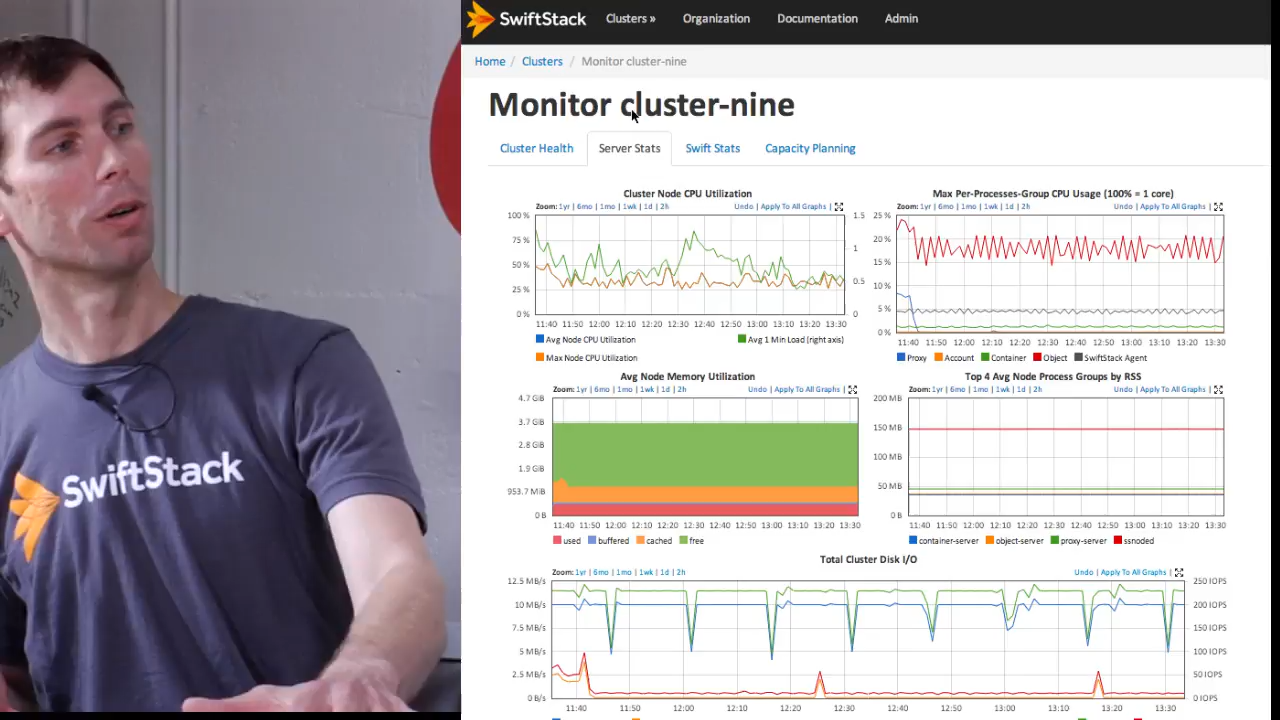 SwiftStack Clusters » Organization Documentation Admin
Home / Clusters / Monitor cluster-nine
Monitor cluster-nine
Cluster Health Server Stats Swift Stats Capacity Planning
Cluster Node CPU Utilization
Zoom: 1yr | 6mo | 1mo | 1wk | 1d | 2h Undo | Apply To All Graphs |
100 % 1.5
75 % 1
50 % 0.5
25 %
0 % 0
11:40 11:50 12:00 12:10 12:20 12:30 12:40 12:50 13:00 13:10 13:20 13:30
Avg Node CPU Utilization Avg 1 Min Load (right axis)
Max Node CPU Utilization
Max Per-Processes-Group CPU Usage (100% = 1 core)
Zoom: 1yr | 6mo | 1mo | 1wk | 1d | 2h Undo | Apply To All Graphs |
25 %
20 %
15 %
10 %
5 %
0 %
11:40 11:50 12:00 12:10 12:20 12:30 12:40 12:50 13:00 13:10 13:20 13:30
Proxy Account Container Object SwiftStack Agent
Avg Node Memory Utilization
Zoom: 1yr | 6mo | 1mo | 1wk | 1d | 2h Undo | Apply To All Graphs |
4.7 GiB
3.7 GiB
2.8 GiB
1.9 GiB
953.7 MiB
0 B
11:40 11:50 12:00 12:10 12:20 12:30 12:40 12:50 13:00 13:10 13:20 13:30
used buffered cached free
Top 4 Avg Node Process Groups by RSS
Zoom: 1yr | 6mo | 1mo | 1wk | 1d | 2h Undo | Apply To All Graphs |
200 MB
150 MB
100 MB
50 MB
0 B
11:40 11:50 12:00 12:10 12:20 12:30 12:40 12:50 13:00 13:10 13:20 13:30
container-server object-server proxy-server ssnoded
Total Cluster Disk I/O
Zoom: 1yr | 6mo | 1mo | 1wk | 1d | 2h Undo | Apply To All Graphs |
12.5 MB/s 250 IOPS
10 MB/s 200 IOPS
7.5 MB/s 150 IOPS
5 MB/s 100 IOPS
2.5 MB/s 50 IOPS
0 B/s 0 IOPS
11:40 11:50 12:00 12:10 12:20 12:30 12:40 12:50 13:00 13:10 13:20 13:30
SwiftStack